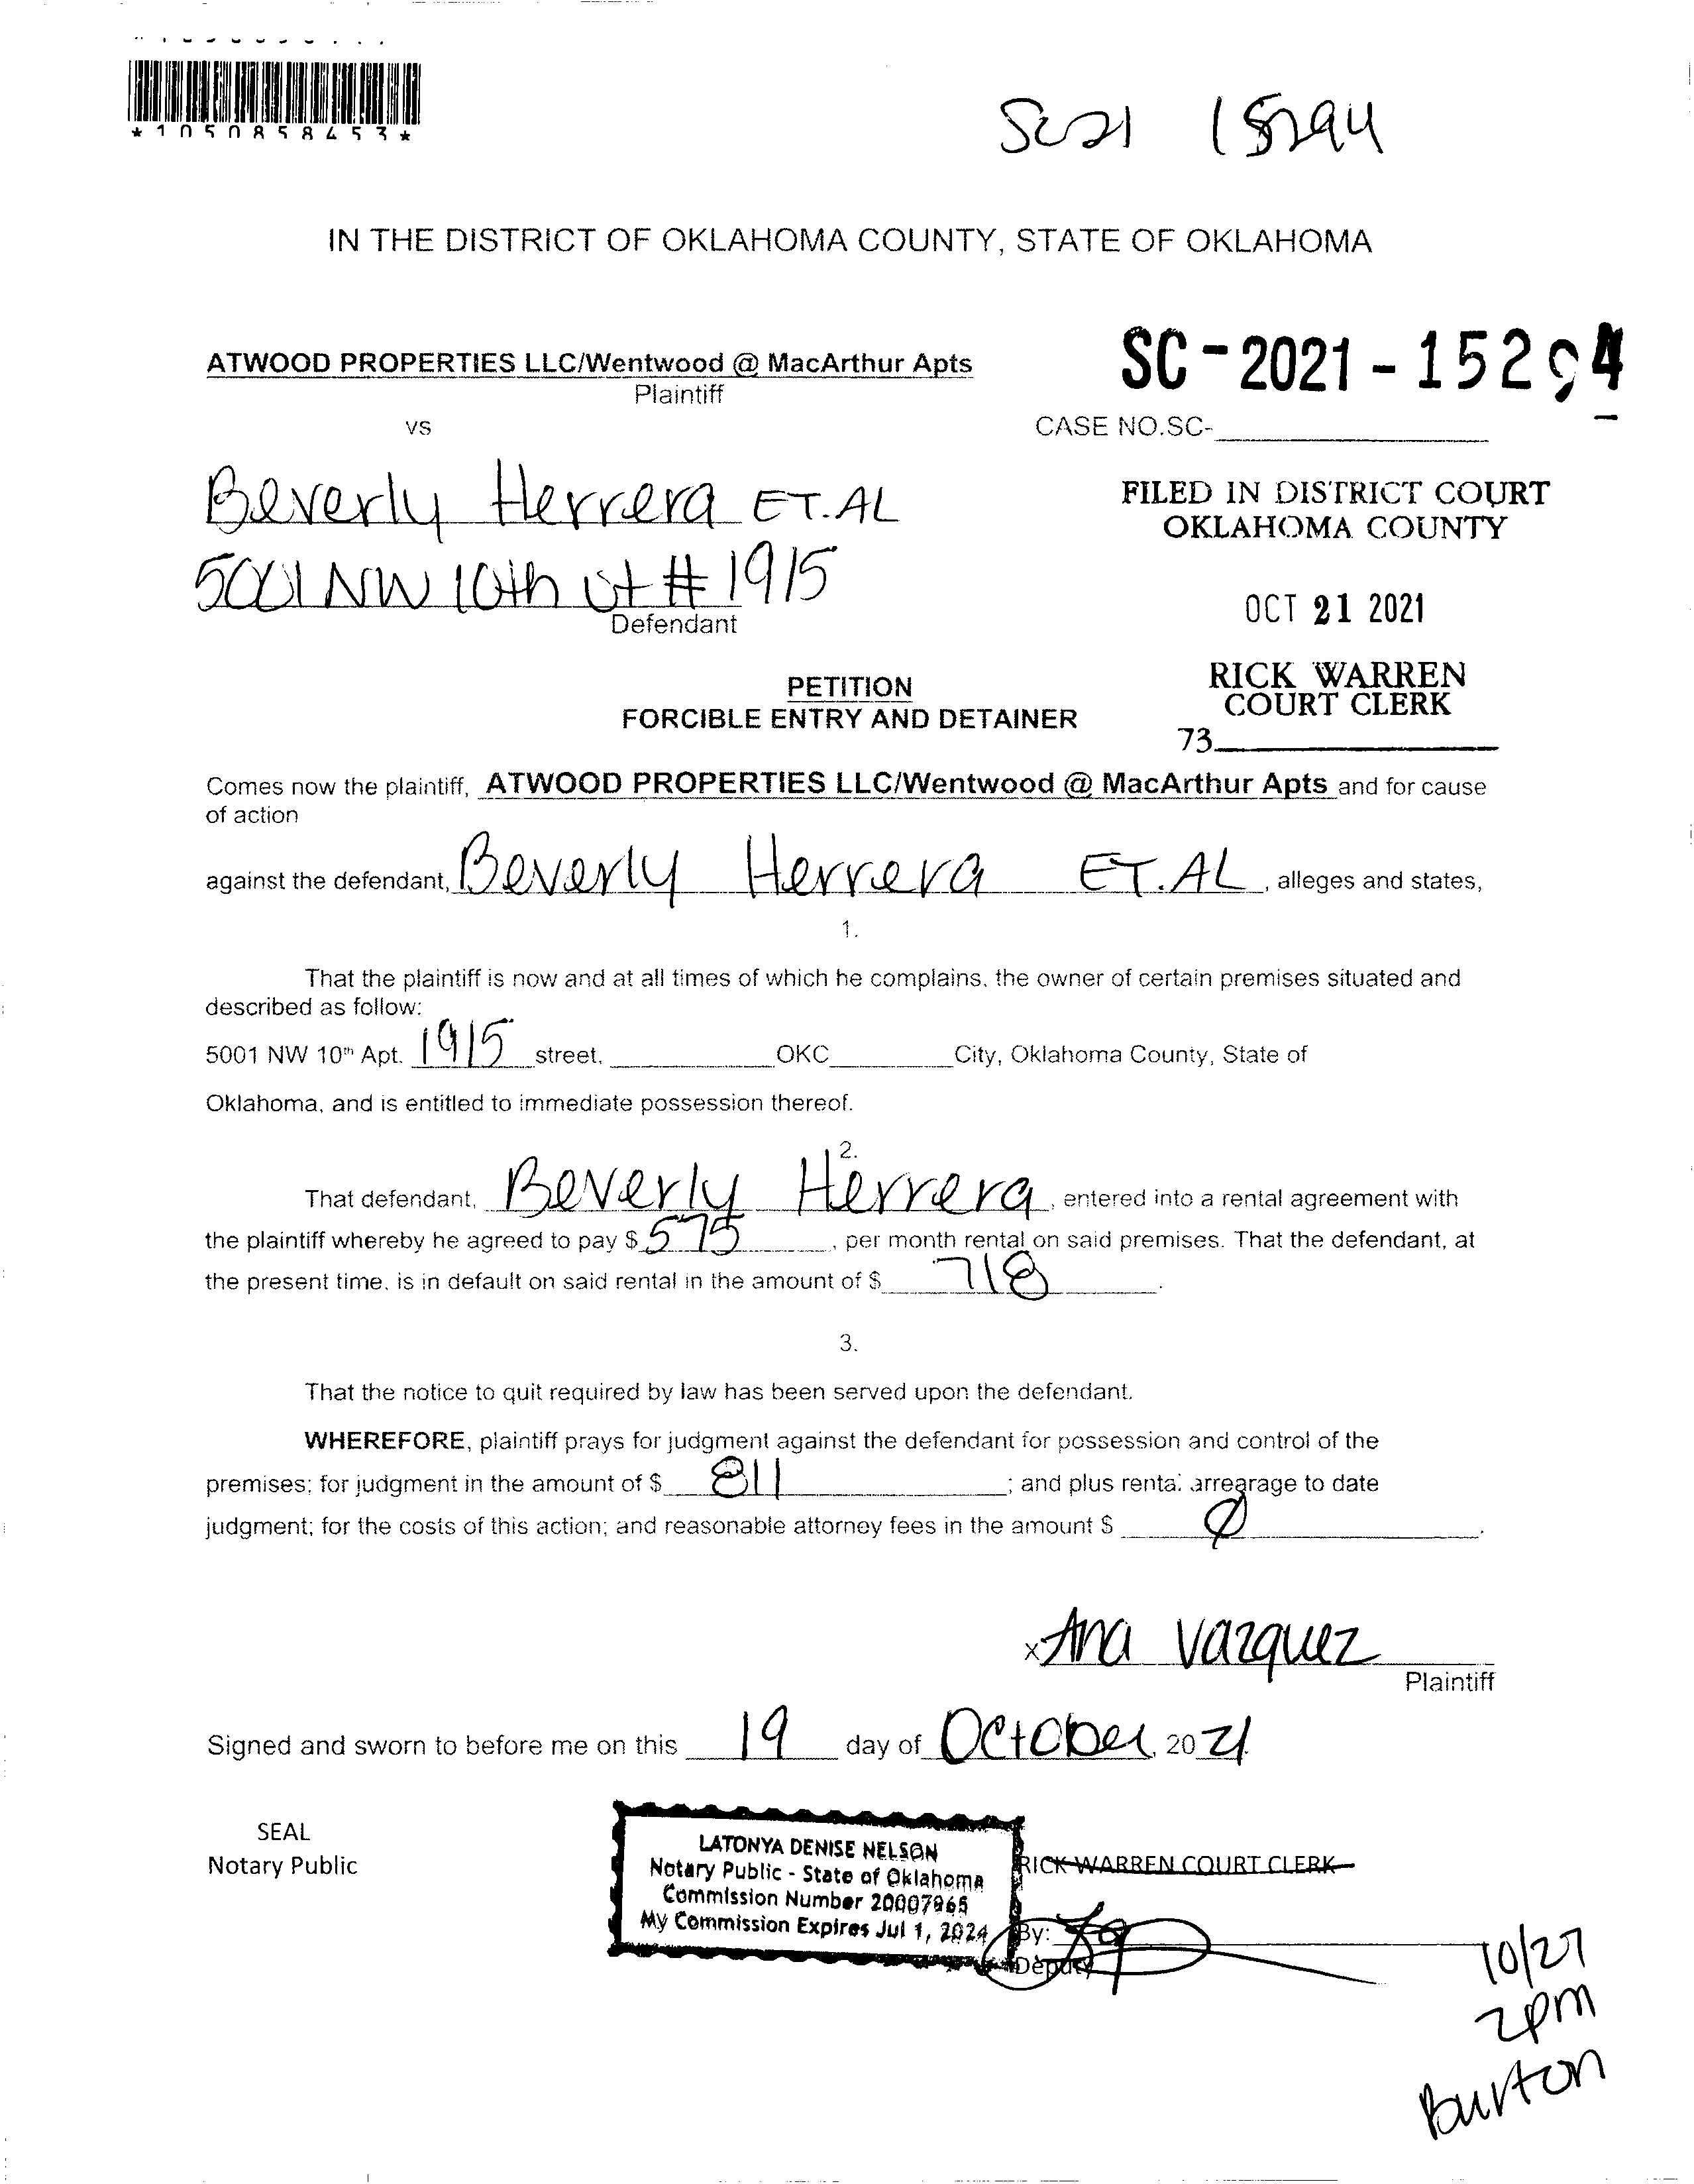 *1050858453*
SC21 15294
IN THE DISTRICT OF OKLAHOMA COUNTY, STATE OF OKLAHOMA
ATWOOD PROPERTIES LLC/Wentwood @ MacArthur Apts
Plaintiff
SC-2021-15294
vs
CASE NO.SC-
Beverly Herrera ET.AL
5001 NW 10th St # 1915
Defendant
FILED IN DISTRICT COURT
OKLAHOMA COUNTY
OCT 21 2021
RICK WARREN
COURT CLERK
73
PETITION
FORCIBLE ENTRY AND DETAINER
Comes now the plaintiff, ATWOOD PROPERTIES LLC/Wentwood @ MacArthur Apts and for cause
of action
against the defendant, Beverly Herrera ET.AL, alleges and states,
1.
That the plaintiff is now and at all times of which he complains, the owner of certain premises situated and
described as follow:
5001 NW 10th Apt. 1915 street, OKC City, Oklahoma County, State of
Oklahoma, and is entitled to immediate possession thereof.
2.
That defendant, Beverly Herrera, entered into a rental agreement with
the plaintiff whereby he agreed to pay $ 575, per month rental on said premises. That the defendant, at
the present time, is in default on said rental in the amount of $ 718.
3.
That the notice to quit required by law has been served upon the defendant.
WHEREFORE, plaintiff prays for judgment against the defendant for possession and control of the
premises; for judgment in the amount of $ 811; and plus rental arrearage to date
judgment; for the costs of this action; and reasonable attorney fees in the amount $ Ø.
x Ana Vazquez
Plaintiff
Signed and sworn to before me on this 19 day of October, 2021.
SEAL
Notary Public
LATONYA DENISE NELSON
Notary Public - State of Oklahoma
Commission Number 20007965
My Commission Expires Jul 1, 2024
RICK WARREN COURT CLERK
By:
Deputy
10/27
2pm
Burton